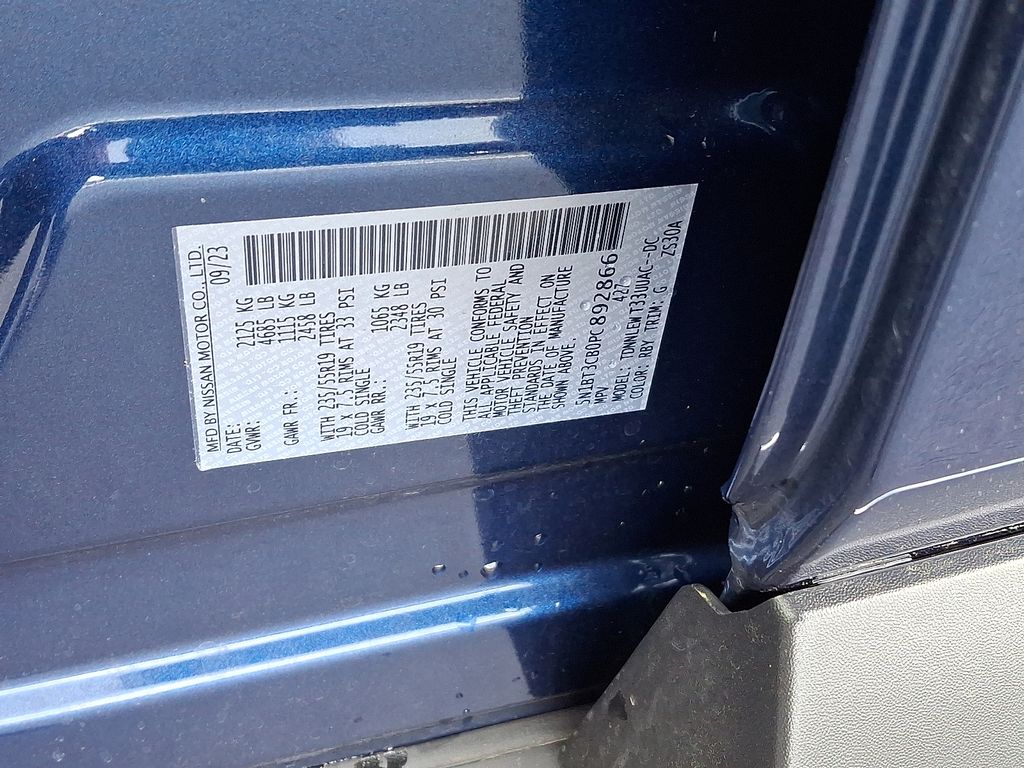 MFD BY NISSAN MOTOR CO., LTD.
DATE: 09/23
GVWR: 2125 KG
4685 LB
GAWR FR.: 1115 KG
2458 LB
WITH 235/55R19 TIRES
19 x 7.5 RIMS AT 33 PSI
COLD SINGLE
GAWR RR.: 1065 KG
2348 LB
WITH 235/55R19 TIRES
19 x 7.5 RIMS AT 30 PSI
COLD SINGLE
THIS VEHICLE CONFORMS TO
ALL APPLICABLE FEDERAL
MOTOR VEHICLE SAFETY AND
THEFT PREVENTION
STANDARDS IN EFFECT ON
THE DATE OF MANUFACTURE
SHOWN ABOVE.
5N1BT3CB0PC892866
MPV 427
MODEL: TDWNLEWT33UUAC--DC
COLOR: RBY TRIM: G ZS30A